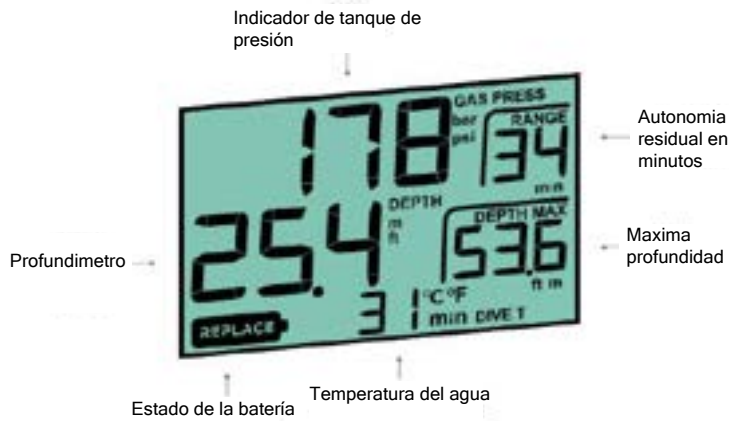 Indicador de tanque de
presión
178 GAS PRESS
bar
psi
RANGE
34
min
Autonomia
residual en
minutos
Profundimetro
25.4 DEPTH
m
ft
DEPTH MAX
53.6
ft m
Maxima
profundidad
REPLACE
31 °C °F
min DIVE T
Estado de la batería
Temperatura del agua